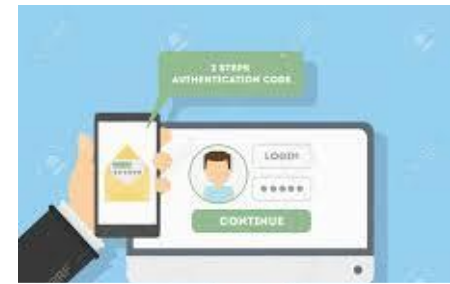 2 STEPS
AUTHENTICATION CODE
LOGIN
*****
CONTINUE